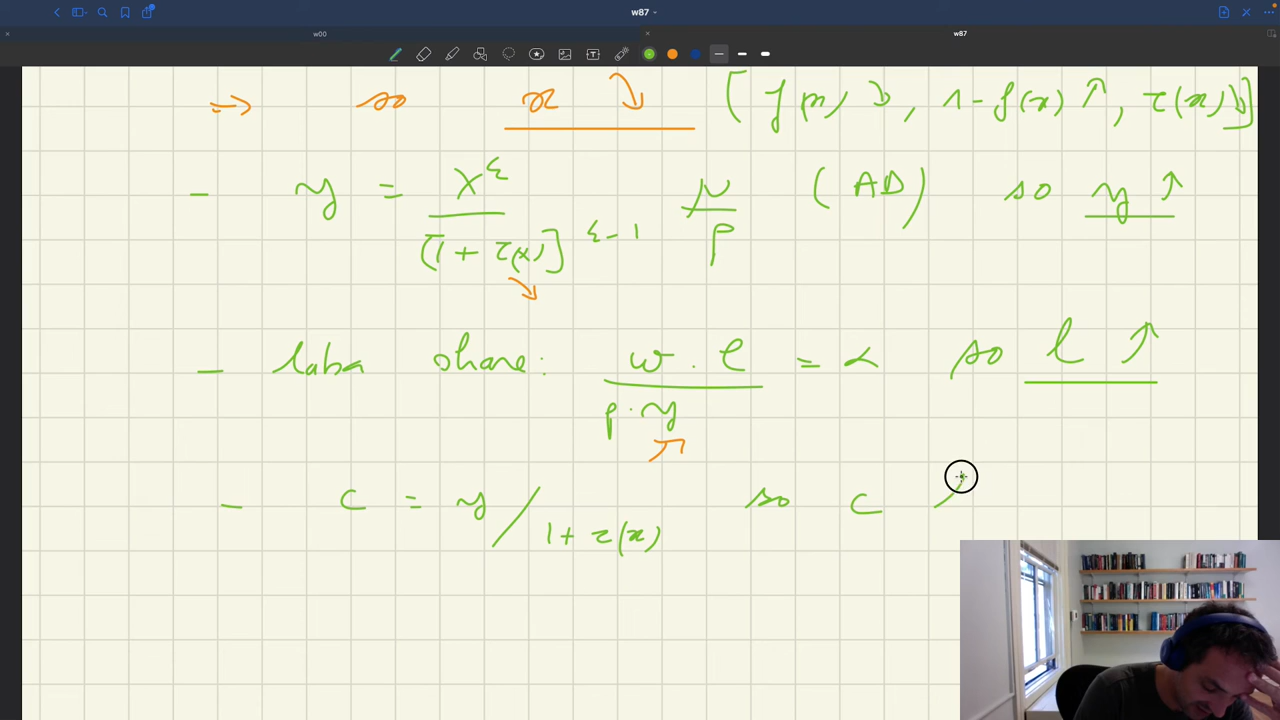 w87
w00
w87
=> so x ↘ [ f(x) ↘, 1-f(x) ↑, τ(x) ↘ ]
- y = χ^ε / [1 + τ(x)]^{ε-1} μ/p (AD) so y ↑
- labor share: w · l / p · y = α so l ↑
- c = y / 1 + τ(x) so c